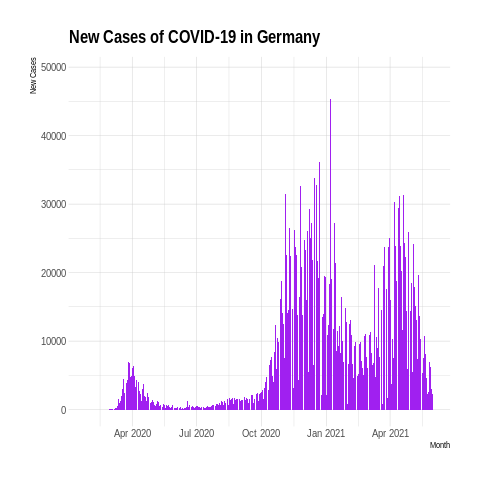 New Cases of COVID-19 in Germany
New Cases
50000
40000
30000
20000
10000
0
Apr 2020 Jul 2020 Oct 2020 Jan 2021 Apr 2021
Month